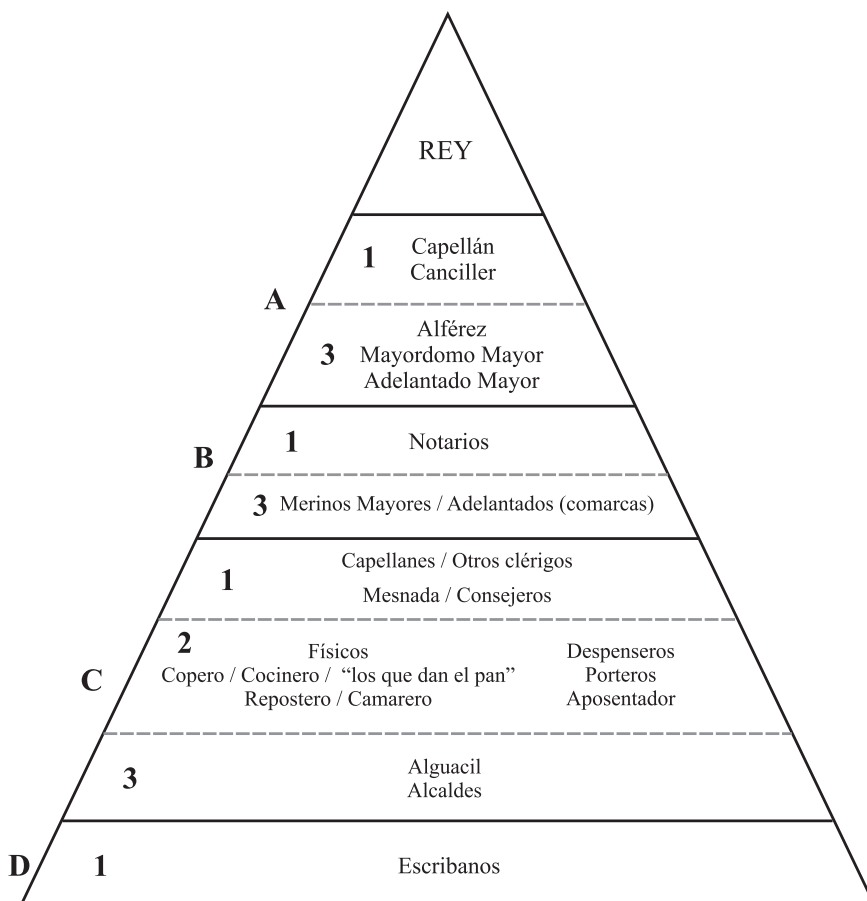 REY
1 Capellán
Canciller
A
3 Alférez
Mayordomo Mayor
Adelantado Mayor
B
1 Notarios
3 Merinos Mayores / Adelantados (comarcas)
1 Capellanes / Otros clérigos
Mesnada / Consejeros
C
2
Físicos
Copero / Cocinero / “los que dan el pan”
Repostero / Camarero
Despenseros
Porteros
Aposentador
3 Alguacil
Alcaldes
D 1 Escribanos